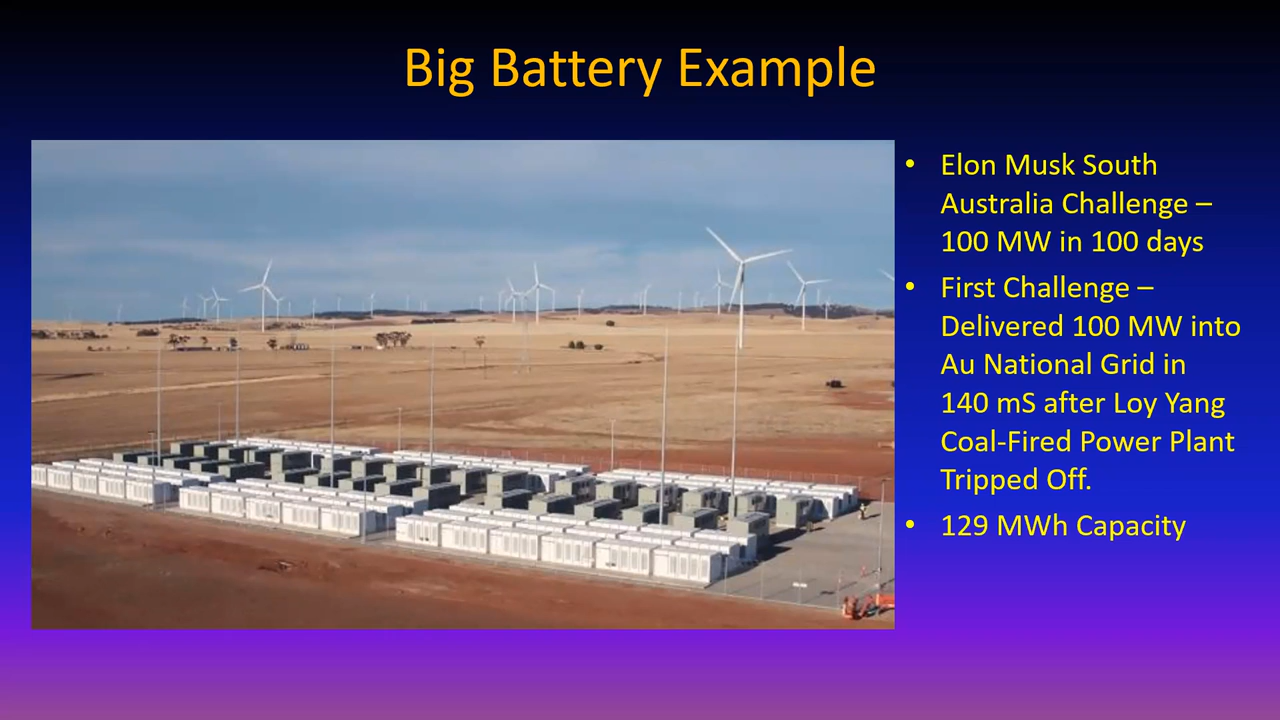 Big Battery Example
• Elon Musk South
Australia Challenge –
100 MW in 100 days
• First Challenge –
Delivered 100 MW into
Au National Grid in
140 mS after Loy Yang
Coal-Fired Power Plant
Tripped Off.
• 129 MWh Capacity